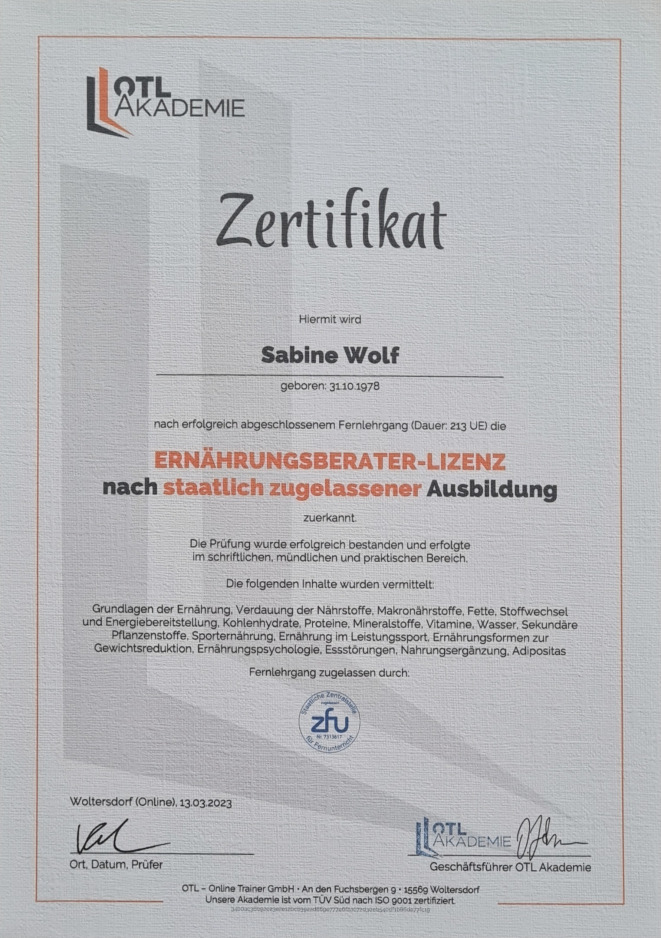 OTL
AKADEMIE
Zertifikat
Hiermit wird
Sabine Wolf
geboren: 31.10.1978
nach erfolgreich abgeschlossenem Fernlehrgang (Dauer: 213 UE) die
ERNÄHRUNGSBERATER-LIZENZ
nach staatlich zugelassener Ausbildung
zuerkannt.
Die Prüfung wurde erfolgreich bestanden und erfolgte
im schriftlichen, mündlichen und praktischen Bereich.
Die folgenden Inhalte wurden vermittelt:
Grundlagen der Ernährung, Verdauung der Nährstoffe, Makronährstoffe, Fette, Stoffwechsel
und Energiebereitstellung, Kohlenhydrate, Proteine, Mineralstoffe, Vitamine, Wasser, Sekundäre
Pflanzenstoffe, Sporternährung, Ernährung im Leistungssport, Ernährungsformen zur
Gewichtsreduktion, Ernährungspsychologie, Essstörungen, Nahrungsergänzung, Adipositas
Fernlehrgang zugelassen durch:
Staatliche Zentralstelle
zfu
für Fernunterricht
Woltersdorf (Online), 13.03.2023
OTL
AKADEMIE
Ort, Datum, Prüfer
Geschäftsführer OTL Akademie
OTL – Online Trainer GmbH • An den Fuchsbergen 9 • 15569 Woltersdorf
Unsere Akademie ist vom TÜV Süd nach ISO 9001 zertifiziert.